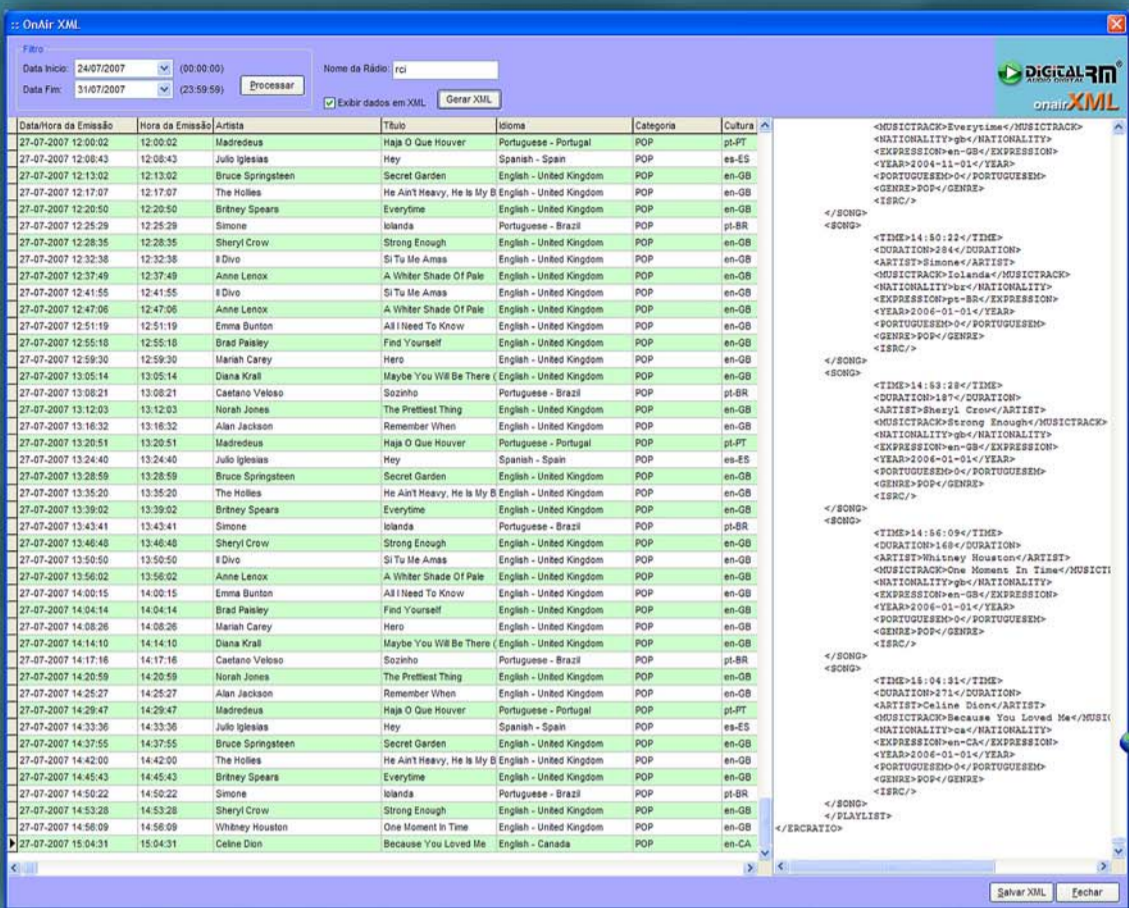 :: OnAir XML
Filtro
Data Inicio: 24/07/2007 (00:00:00)
Data Fim: 31/07/2007 (23:59:59)
Processar
Nome da Rádio: rci
Exibir dados em XML
Gerar XML
DIGITAL RM
AUDIO DIGITAL
onairXML
Data/Hora da Emissão Hora da Emissão Artista Título Idioma Categoria Cultura
27-07-2007 12:00:02 12:00:02 Madredeus Haja O Que Houver Portuguese - Portugal POP pt-PT
27-07-2007 12:08:43 12:08:43 Julio Iglesias Hey Spanish - Spain POP es-ES
27-07-2007 12:13:02 12:13:02 Bruce Springsteen Secret Garden English - United Kingdom POP en-GB
27-07-2007 12:17:07 12:17:07 The Hollies He Ain't Heavy, He Is My B English - United Kingdom POP en-GB
27-07-2007 12:20:50 12:20:50 Britney Spears Everytime English - United Kingdom POP en-GB
27-07-2007 12:25:29 12:25:29 Simone Iolanda Portuguese - Brazil POP pt-BR
27-07-2007 12:28:35 12:28:35 Sheryl Crow Strong Enough English - United Kingdom POP en-GB
27-07-2007 12:32:38 12:32:38 Il Divo Si Tu Me Amas English - United Kingdom POP en-GB
27-07-2007 12:37:49 12:37:49 Anne Lenox A Whiter Shade Of Pale English - United Kingdom POP en-GB
27-07-2007 12:41:55 12:41:55 Il Divo Si Tu Me Amas English - United Kingdom POP en-GB
27-07-2007 12:47:06 12:47:06 Anne Lenox A Whiter Shade Of Pale English - United Kingdom POP en-GB
27-07-2007 12:51:19 12:51:19 Emma Bunton All I Need To Know English - United Kingdom POP en-GB
27-07-2007 12:55:18 12:55:18 Brad Paisley Find Yourself English - United Kingdom POP en-GB
27-07-2007 12:59:30 12:59:30 Mariah Carey Hero English - United Kingdom POP en-GB
27-07-2007 13:05:14 13:05:14 Diana Krall Maybe You Will Be There ( English - United Kingdom POP en-GB
27-07-2007 13:08:21 13:08:21 Caetano Veloso Sozinho Portuguese - Brazil POP pt-BR
27-07-2007 13:12:03 13:12:03 Norah Jones The Prettiest Thing English - United Kingdom POP en-GB
27-07-2007 13:16:32 13:16:32 Alan Jackson Remember When English - United Kingdom POP en-GB
27-07-2007 13:20:51 13:20:51 Madredeus Haja O Que Houver Portuguese - Portugal POP pt-PT
27-07-2007 13:24:40 13:24:40 Julio Iglesias Hey Spanish - Spain POP es-ES
27-07-2007 13:28:59 13:28:59 Bruce Springsteen Secret Garden English - United Kingdom POP en-GB
27-07-2007 13:35:20 13:35:20 The Hollies He Ain't Heavy, He Is My B English - United Kingdom POP en-GB
27-07-2007 13:39:02 13:39:02 Britney Spears Everytime English - United Kingdom POP en-GB
27-07-2007 13:43:41 13:43:41 Simone Iolanda Portuguese - Brazil POP pt-BR
27-07-2007 13:46:48 13:46:48 Sheryl Crow Strong Enough English - United Kingdom POP en-GB
27-07-2007 13:50:50 13:50:50 Il Divo Si Tu Me Amas English - United Kingdom POP en-GB
27-07-2007 13:56:02 13:56:02 Anne Lenox A Whiter Shade Of Pale English - United Kingdom POP en-GB
27-07-2007 14:00:15 14:00:15 Emma Bunton All I Need To Know English - United Kingdom POP en-GB
27-07-2007 14:04:14 14:04:14 Brad Paisley Find Yourself English - United Kingdom POP en-GB
27-07-2007 14:08:26 14:08:26 Mariah Carey Hero English - United Kingdom POP en-GB
27-07-2007 14:14:10 14:14:10 Diana Krall Maybe You Will Be There ( English - United Kingdom POP en-GB
27-07-2007 14:17:16 14:17:16 Caetano Veloso Sozinho Portuguese - Brazil POP pt-BR
27-07-2007 14:20:59 14:20:59 Norah Jones The Prettiest Thing English - United Kingdom POP en-GB
27-07-2007 14:25:27 14:25:27 Alan Jackson Remember When English - United Kingdom POP en-GB
27-07-2007 14:29:47 14:29:47 Madredeus Haja O Que Houver Portuguese - Portugal POP pt-PT
27-07-2007 14:33:36 14:33:36 Julio Iglesias Hey Spanish - Spain POP es-ES
27-07-2007 14:37:55 14:37:55 Bruce Springsteen Secret Garden English - United Kingdom POP en-GB
27-07-2007 14:42:00 14:42:00 The Hollies He Ain't Heavy, He Is My B English - United Kingdom POP en-GB
27-07-2007 14:45:43 14:45:43 Britney Spears Everytime English - United Kingdom POP en-GB
27-07-2007 14:50:22 14:50:22 Simone Iolanda Portuguese - Brazil POP pt-BR
27-07-2007 14:53:28 14:53:28 Sheryl Crow Strong Enough English - United Kingdom POP en-GB
27-07-2007 14:56:09 14:56:09 Whitney Houston One Moment In Time English - United Kingdom POP en-GB
27-07-2007 15:04:31 15:04:31 Celine Dion Because You Loved Me English - Canada POP en-CA
<MUSICTRACK>Everytime</MUSICTRACK>
<NATIONALITY>gb</NATIONALITY>
<EXPRESSION>en-GB</EXPRESSION>
<YEAR>2004-11-01</YEAR>
<PORTUGUESEM>0</PORTUGUESEM>
<GENRE>POP</GENRE>
<ISRC/>
</SONG>
<SONG>
<TIME>14:50:22</TIME>
<DURATION>284</DURATION>
<ARTIST>Simone</ARTIST>
<MUSICTRACK>Iolanda</MUSICTRACK>
<NATIONALITY>br</NATIONALITY>
<EXPRESSION>pt-BR</EXPRESSION>
<YEAR>2006-01-01</YEAR>
<PORTUGUESEM>0</PORTUGUESEM>
<GENRE>POP</GENRE>
<ISRC/>
</SONG>
<SONG>
<TIME>14:53:28</TIME>
<DURATION>187</DURATION>
<ARTIST>Sheryl Crow</ARTIST>
<MUSICTRACK>Strong Enough</MUSICTRACK>
<NATIONALITY>gb</NATIONALITY>
<EXPRESSION>en-GB</EXPRESSION>
<YEAR>2006-01-01</YEAR>
<PORTUGUESEM>0</PORTUGUESEM>
<GENRE>POP</GENRE>
<ISRC/>
</SONG>
<SONG>
<TIME>14:56:09</TIME>
<DURATION>168</DURATION>
<ARTIST>Whitney Houston</ARTIST>
<MUSICTRACK>One Moment In Time</MUSICT
<NATIONALITY>gb</NATIONALITY>
<EXPRESSION>en-GB</EXPRESSION>
<YEAR>2006-01-01</YEAR>
<PORTUGUESEM>0</PORTUGUESEM>
<GENRE>POP</GENRE>
<ISRC/>
</SONG>
<SONG>
<TIME>15:04:31</TIME>
<DURATION>271</DURATION>
<ARTIST>Celine Dion</ARTIST>
<MUSICTRACK>Because You Loved Me</MUSI
<NATIONALITY>ca</NATIONALITY>
<EXPRESSION>en-CA</EXPRESSION>
<YEAR>2006-01-01</YEAR>
<PORTUGUESEM>0</PORTUGUESEM>
<GENRE>POP</GENRE>
<ISRC/>
</SONG>
</PLAYLIST>
</ERCRATIO>
Salvar XML
Fechar